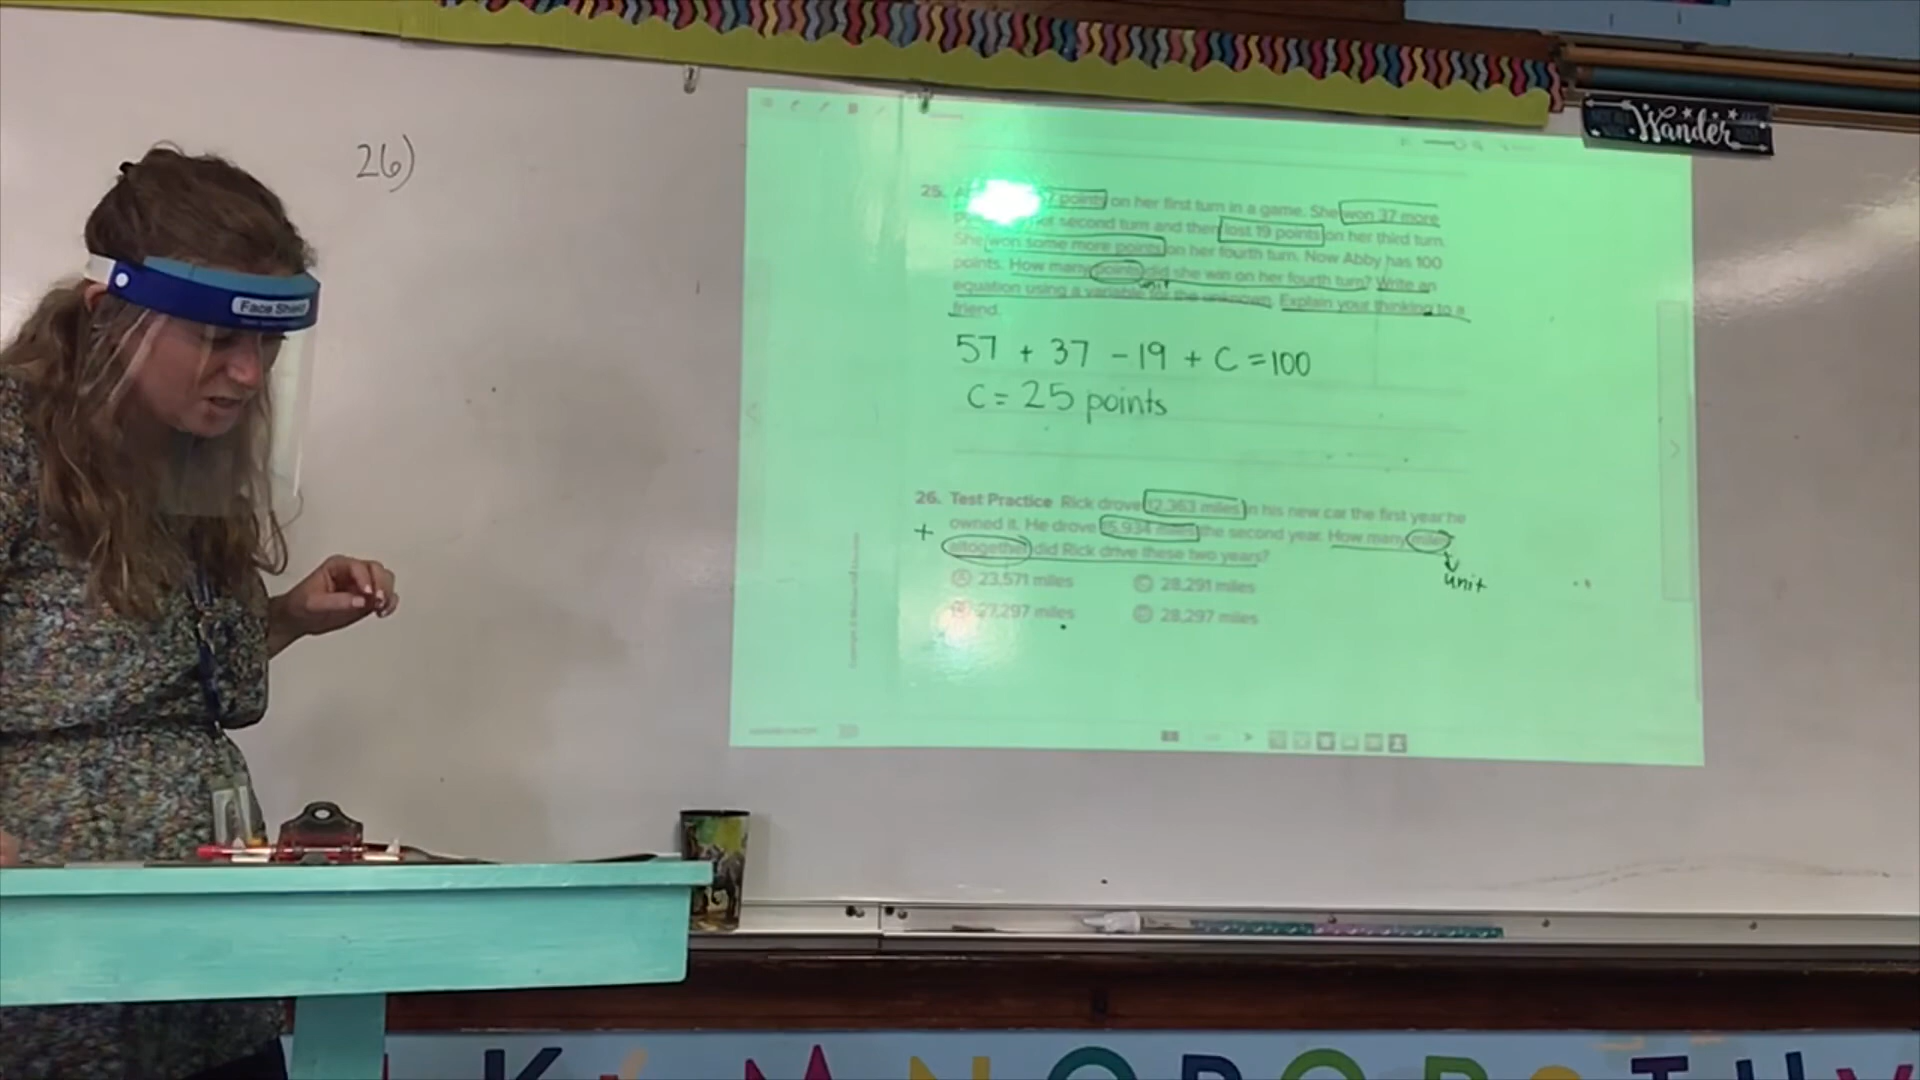 Wander
26)
Face Shield
25. 7 points on her first turn in a game. She won 37 more
second turn and then lost 19 points on her third turn.
She won some more points on her fourth turn. Now Abby has 100
points. How many points did she win on her fourth turn? Write an
equation using a variable for the unknown. Explain your thinking to a
friend.
57 + 37 - 19 + C = 100
C = 25 points
26. Test Practice Rick drove 12,363 miles in his new car the first year he
+ owned it. He drove 15,934 miles the second year. How many miles
altogether did Rick drive these two years?
unit
A 23,571 miles C 28,291 miles
B 27,297 miles D 28,297 miles
K L M N O P Q R S T U V